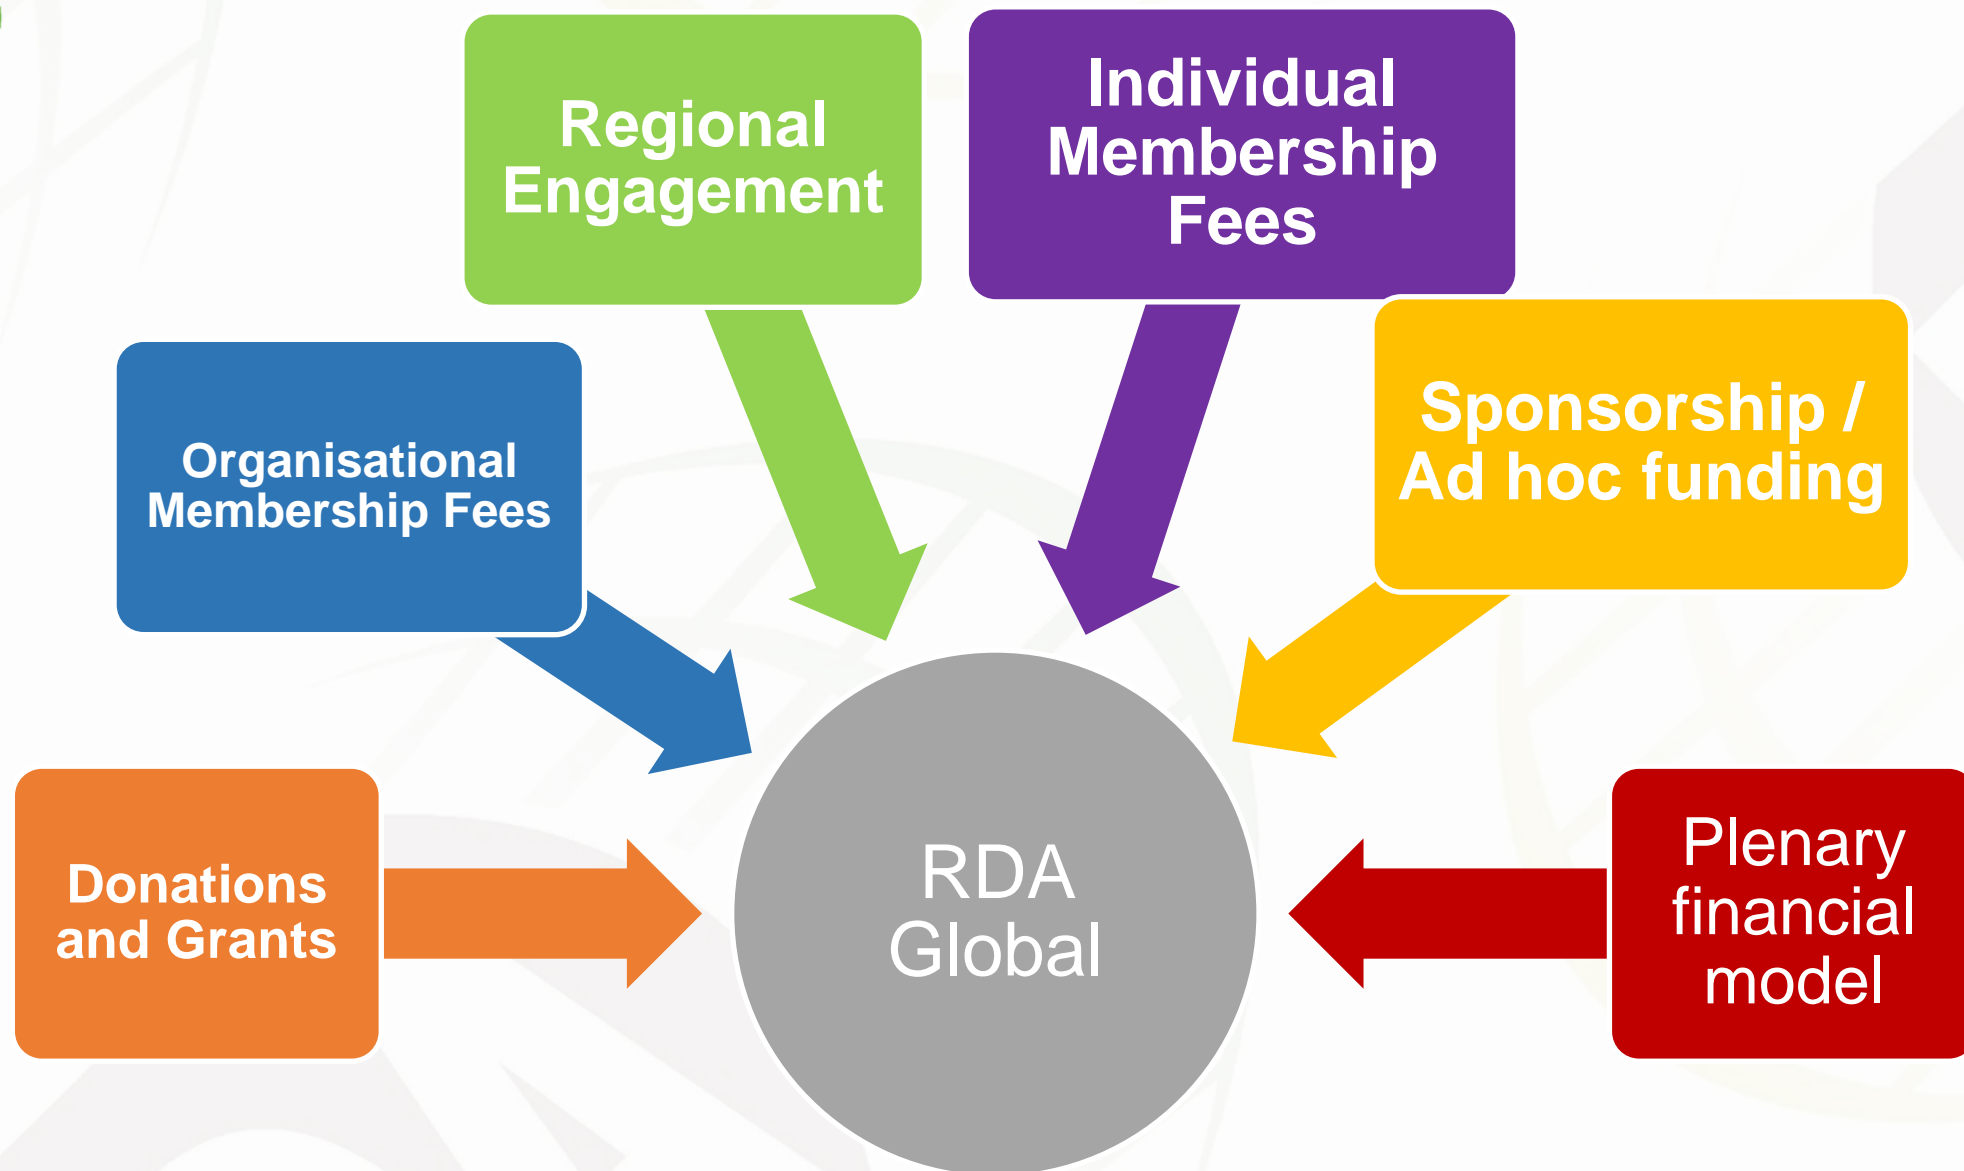 Regional
Engagement
Individual
Membership
Fees
Organisational
Membership Fees
Sponsorship /
Ad hoc funding
Donations
and Grants
RDA
Global
Plenary
financial
model